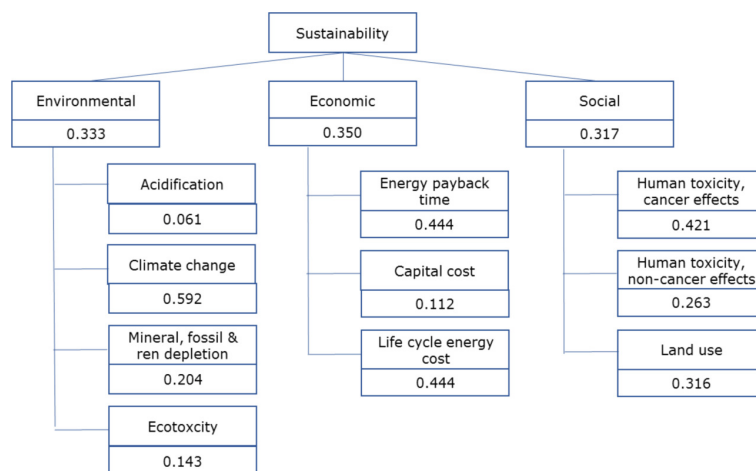 Sustainability
Environmental
0.333
Economic
0.350
Social
0.317
Acidification
0.061
Climate change
0.592
Mineral, fossil &
ren depletion
0.204
Ecotoxcity
0.143
Energy payback
time
0.444
Capital cost
0.112
Life cycle energy
cost
0.444
Human toxicity,
cancer effects
0.421
Human toxicity,
non-cancer effects
0.263
Land use
0.316